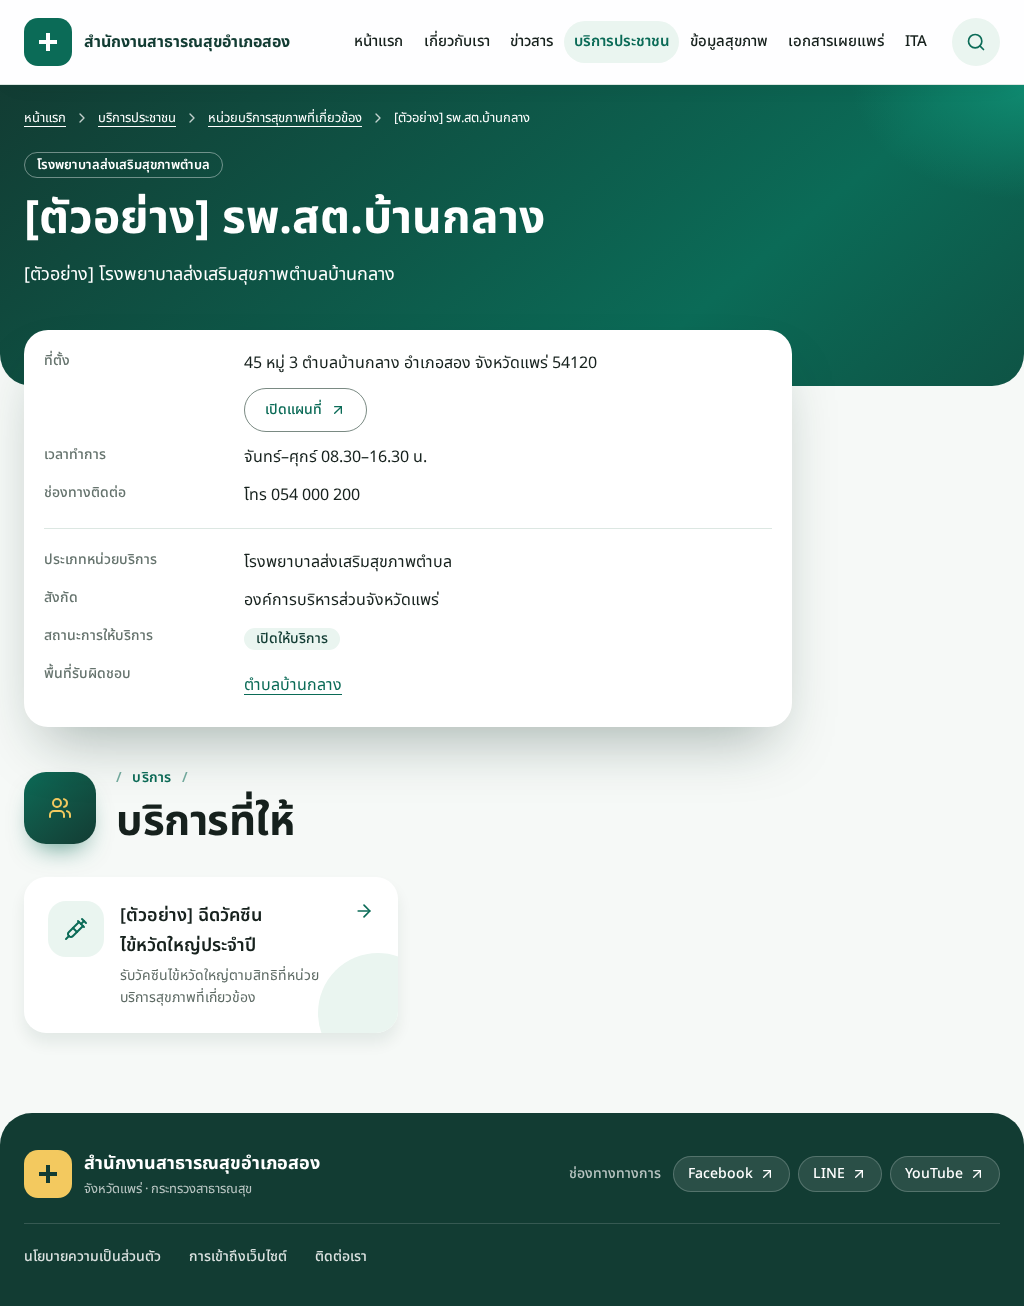 สำนักงานสาธารณสุขอำเภอสอง
หน้าแรก เกี่ยวกับเรา ข่าวสาร บริการประชาชน ข้อมูลสุขภาพ เอกสารเผยแพร่ ITA
หน้าแรก บริการประชาชน หน่วยบริการสุขภาพที่เกี่ยวข้อง [ตัวอย่าง] รพ.สต.บ้านกลาง
โรงพยาบาลส่งเสริมสุขภาพตำบล
[ตัวอย่าง] รพ.สต.บ้านกลาง
[ตัวอย่าง] โรงพยาบาลส่งเสริมสุขภาพตำบลบ้านกลาง
ที่ตั้ง 45 หมู่ 3 ตำบลบ้านกลาง อำเภอสอง จังหวัดแพร่ 54120
เปิดแผนที่
เวลาทำการ จันทร์–ศุกร์ 08.30–16.30 น.
ช่องทางติดต่อ โทร 054 000 200
ประเภทหน่วยบริการ โรงพยาบาลส่งเสริมสุขภาพตำบล
สังกัด องค์การบริหารส่วนจังหวัดแพร่
สถานะการให้บริการ เปิดให้บริการ
พื้นที่รับผิดชอบ ตำบลบ้านกลาง
/ บริการ /
บริการที่ให้
[ตัวอย่าง] ฉีดวัคซีน
ไข้หวัดใหญ่ประจำปี
รับวัคซีนไข้หวัดใหญ่ตามสิทธิที่หน่วย
บริการสุขภาพที่เกี่ยวข้อง
สำนักงานสาธารณสุขอำเภอสอง
จังหวัดแพร่ · กระทรวงสาธารณสุข
ช่องทางทางการ Facebook LINE YouTube
นโยบายความเป็นส่วนตัว การเข้าถึงเว็บไซต์ ติดต่อเรา